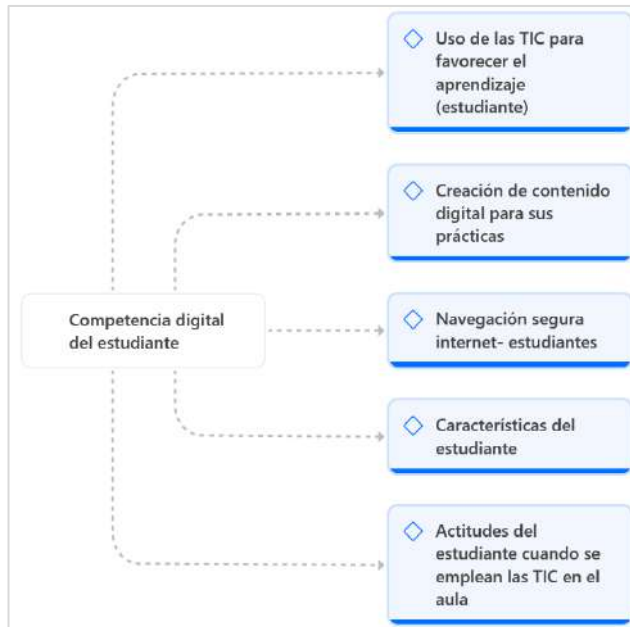 Uso de las TIC para
favorecer el
aprendizaje
(estudiante)
Creación de contenido
digital para sus
prácticas
Competencia digital
del estudiante
Navegación segura
internet- estudiantes
Características del
estudiante
Actitudes del
estudiante cuando se
emplean las TIC en el
aula